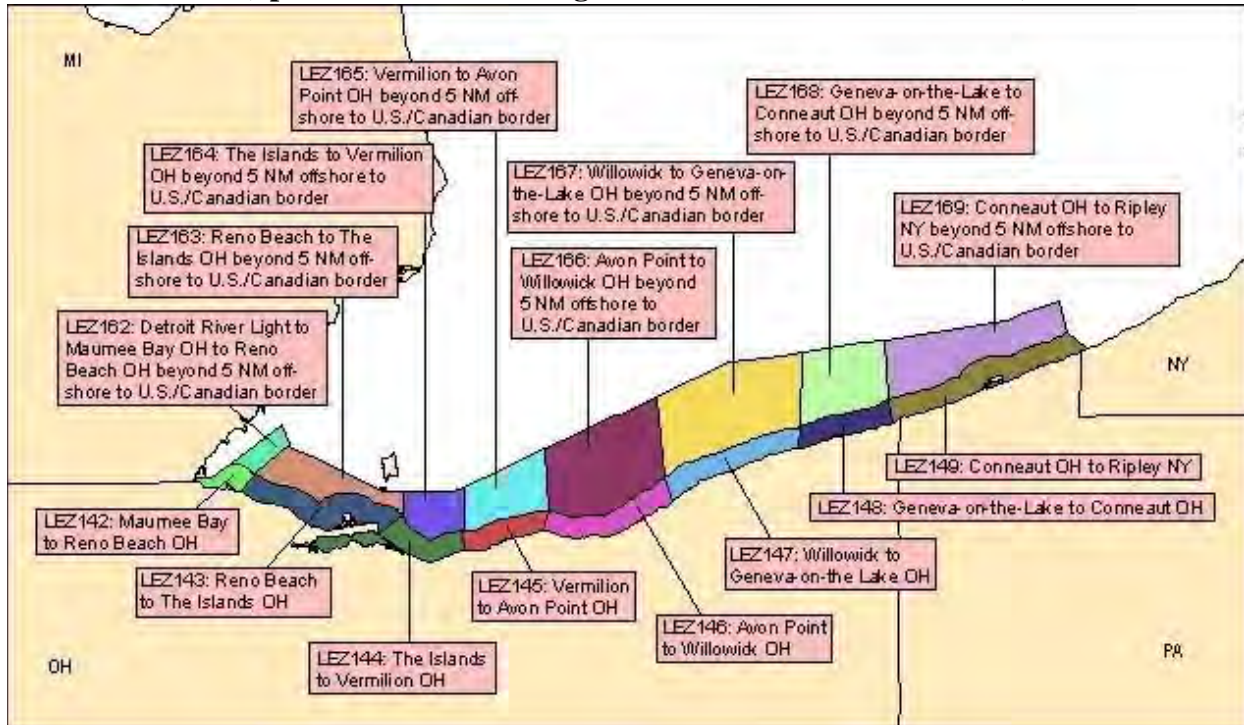 MI
LEZ165: Vermilion to Avon
Point OH beyond 5 NM off-
shore to U.S./Canadian border
LEZ168: Geneva-on-the-Lake to
Conneaut OH beyond 5 NM off-
shore to U.S./Canadian border
LEZ164: The Islands to Vermilion
OH beyond 5 NM offshore to
U.S./Canadian border
LEZ167: Willowick to Geneva-on-
the-Lake OH beyond 5 NM off-
shore to U.S./Canadian border
LEZ169: Conneaut OH to Ripley
NY beyond 5 NM offshore to
U.S./Canadian border
LEZ163: Reno Beach to The
Islands OH beyond 5 NM off-
shore to U.S./Canadian border
LEZ166: Avon Point to
Willowick OH beyond
5 NM offshore to
U.S./Canadian border
LEZ162: Detroit River Light to
Maumee Bay OH to Reno
Beach OH beyond 5 NM off-
shore to U.S./Canadian border
NY
LEZ149: Conneaut OH to Ripley NY
LEZ148: Geneva-on-the-Lake to Conneaut OH
LEZ142: Maumee Bay
to Reno Beach OH
LEZ147: Willowick to
Geneva-on-the Lake OH
LEZ143: Reno Beach
to The Islands OH
LEZ145: Vermilion
to Avon Point OH
LEZ146: Avon Point
to Willowick OH
LEZ144: The Islands
to Vermilion OH
OH
PA